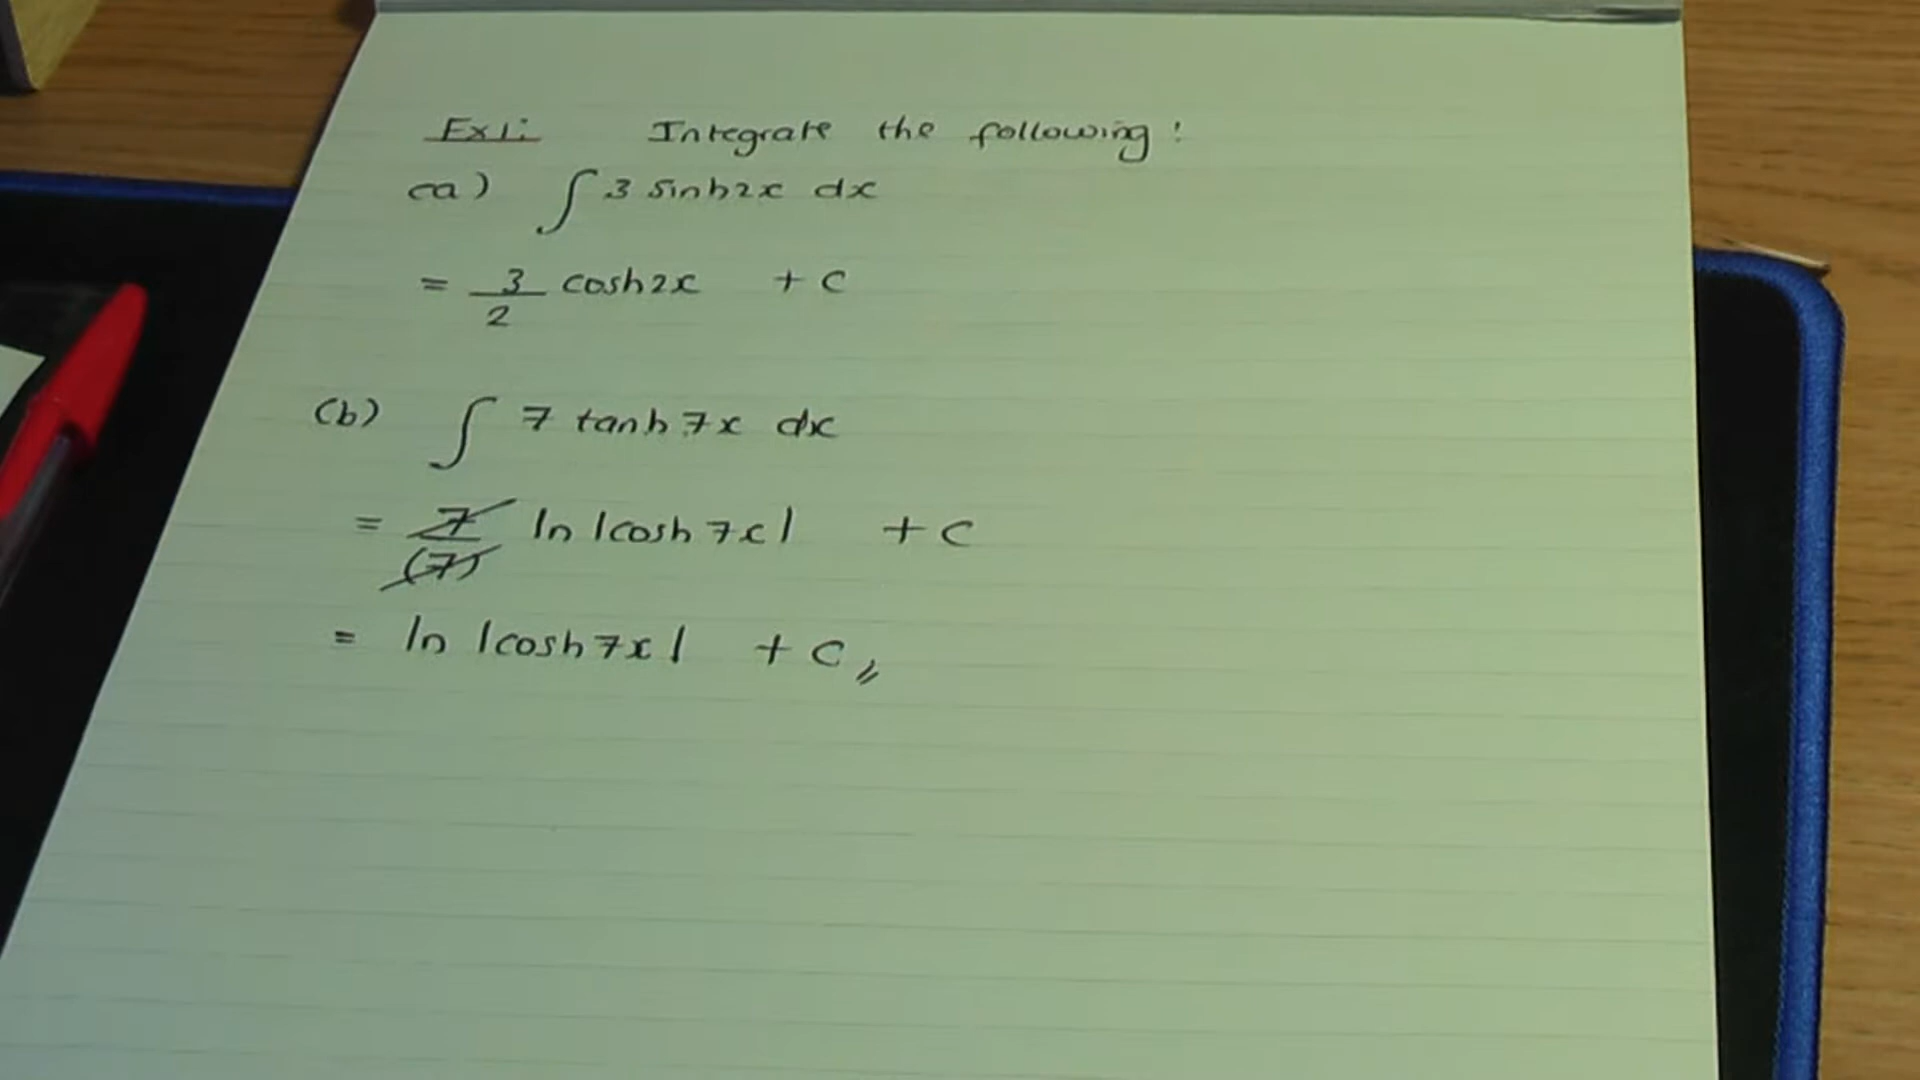 Ex1: Integrate the following:
(a) ∫ 3 sinh2x dx
= 3/2 cosh2x + c
(b) ∫ 7 tanh 7x dx
= 7/(7) ln |cosh 7x| + c
= ln |cosh 7x| + c,,